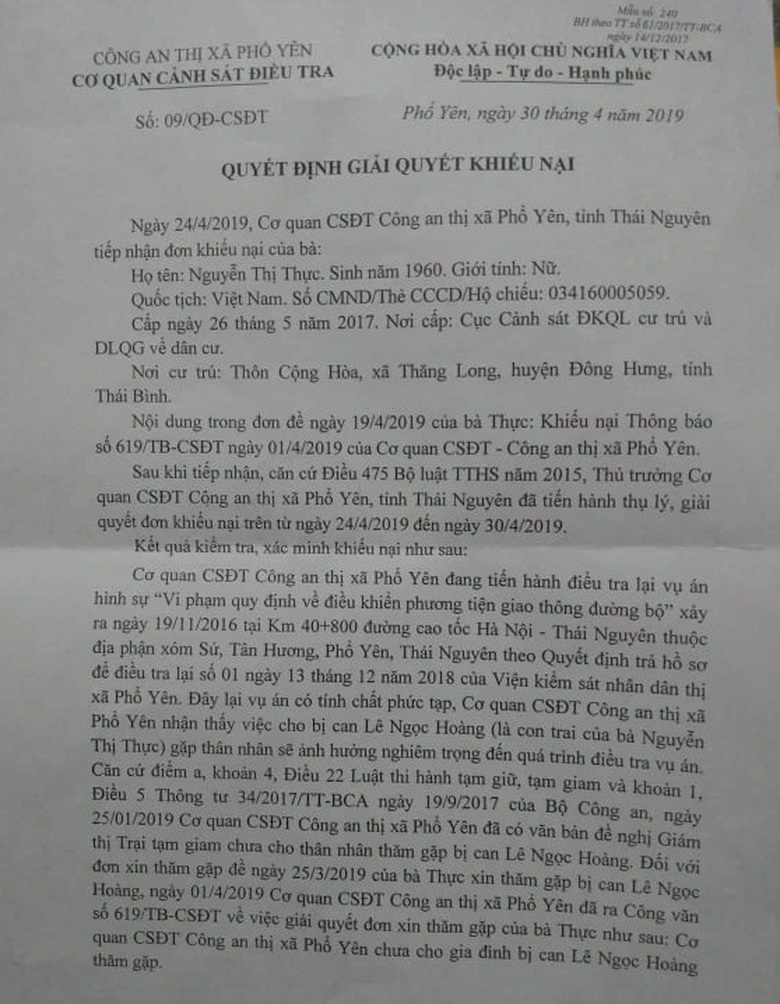 Mẫu số: 240
BH theo TT số 61/2017/TT-BCA
ngày 14/12/2017
CÔNG AN THỊ XÃ PHỔ YÊN
CƠ QUAN CẢNH SÁT ĐIỀU TRA
CỘNG HÒA XÃ HỘI CHỦ NGHĨA VIỆT NAM
Độc lập - Tự do - Hạnh phúc
Số: 09/QĐ-CSĐT
Phổ Yên, ngày 30 tháng 4 năm 2019
QUYẾT ĐỊNH GIẢI QUYẾT KHIẾU NẠI
Ngày 24/4/2019, Cơ quan CSĐT Công an thị xã Phổ Yên, tỉnh Thái Nguyên
tiếp nhận đơn khiếu nại của bà:
Họ tên: Nguyễn Thị Thực. Sinh năm 1960. Giới tính: Nữ.
Quốc tịch: Việt Nam. Số CMND/Thẻ CCCD/Hộ chiếu: 034160005059.
Cấp ngày 26 tháng 5 năm 2017. Nơi cấp: Cục Cảnh sát ĐKQL cư trú và
DLQG về dân cư.
Nơi cư trú: Thôn Cộng Hòa, xã Thăng Long, huyện Đông Hưng, tỉnh
Thái Bình.
Nội dung trong đơn đề ngày 19/4/2019 của bà Thực: Khiếu nại Thông báo
số 619/TB-CSĐT ngày 01/4/2019 của Cơ quan CSĐT - Công an thị xã Phổ Yên.
Sau khi tiếp nhận, căn cứ Điều 475 Bộ luật TTHS năm 2015, Thủ trưởng Cơ
quan CSĐT Công an thị xã Phổ Yên, tỉnh Thái Nguyên đã tiến hành thụ lý, giải
quyết đơn khiếu nại trên từ ngày 24/4/2019 đến ngày 30/4/2019.
Kết quả kiểm tra, xác minh khiếu nại như sau:
Cơ quan CSĐT Công an thị xã Phổ Yên đang tiến hành điều tra lại vụ án
hình sự “Vi phạm quy định về điều khiển phương tiện giao thông đường bộ” xảy
ra ngày 19/11/2016 tại Km 40+800 đường cao tốc Hà Nội - Thái Nguyên thuộc
địa phận xóm Sứ, Tân Hương, Phổ Yên, Thái Nguyên theo Quyết định trả hồ sơ
để điều tra lại số 01 ngày 13 tháng 12 năm 2018 của Viện kiểm sát nhân dân thị
xã Phổ Yên. Đây lại vụ án có tính chất phức tạp, Cơ quan CSĐT Công an thị xã
Phổ Yên nhận thấy việc cho bị can Lê Ngọc Hoàng (là con trai của bà Nguyễn
Thị Thực) gặp thân nhân sẽ ảnh hưởng nghiêm trọng đến quá trình điều tra vụ án.
Căn cứ điểm a, khoản 4, Điều 22 Luật thi hành tạm giữ, tạm giam và khoản 1,
Điều 5 Thông tư 34/2017/TT-BCA ngày 19/9/2017 của Bộ Công an, ngày
25/01/2019 Cơ quan CSĐT Công an thị xã Phổ Yên đã có văn bản đề nghị Giám
thị Trại tạm giam chưa cho thân nhân thăm gặp bị can Lê Ngọc Hoàng. Đối với
đơn xin thăm gặp đề ngày 25/3/2019 của bà Thực xin thăm gặp bị can Lê Ngọc
Hoàng, ngày 01/4/2019 Cơ quan CSĐT Công an thị xã Phổ Yên đã ra Công văn
số 619/TB-CSĐT về việc giải quyết đơn xin thăm gặp của bà Thực như sau: Cơ
quan CSĐT Công an thị xã Phổ Yên chưa cho gia đình bị can Lê Ngọc Hoàng
thăm gặp.